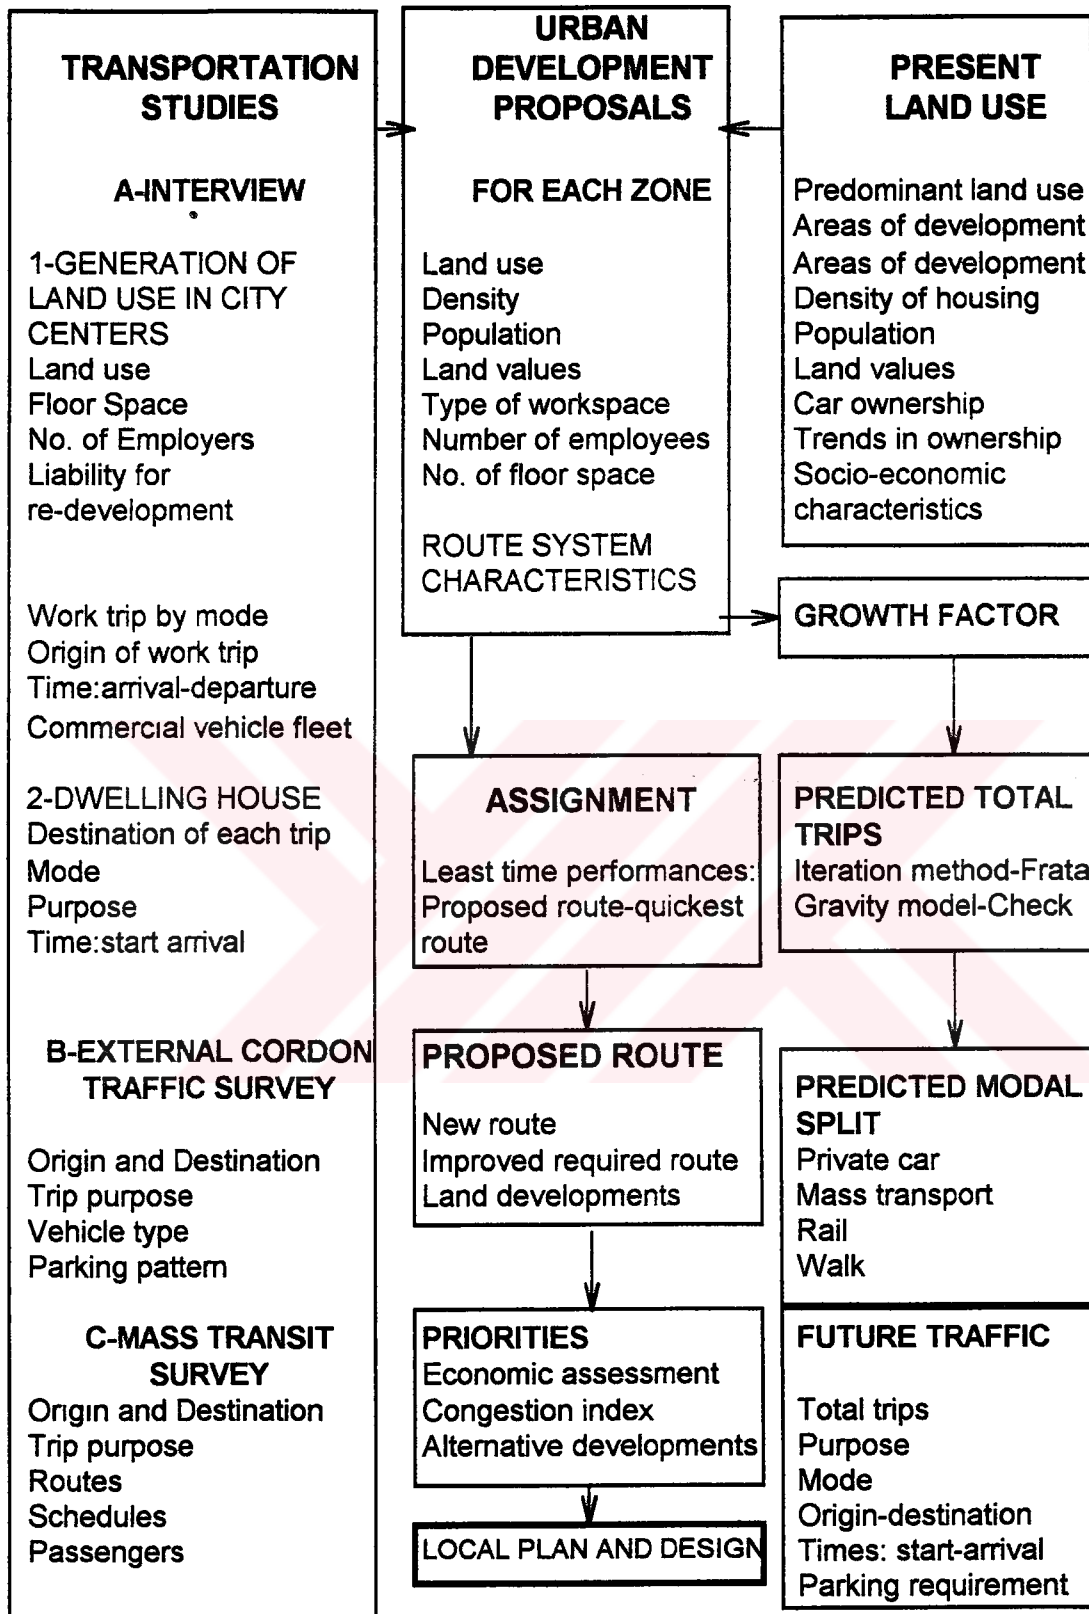 TRANSPORTATION
STUDIES
A-INTERVIEW
1-GENERATION OF
LAND USE IN CITY
CENTERS
Land use
Floor Space
No. of Employers
Liability for
re-development
Work trip by mode
Origin of work trip
Time:arrival-departure
Commercial vehicle fleet
2-DWELLING HOUSE
Destination of each trip
Mode
Purpose
Time:start arrival
B-EXTERNAL CORDON
TRAFFIC SURVEY
Origin and Destination
Trip purpose
Vehicle type
Parking pattern
C-MASS TRANSIT
SURVEY
Origin and Destination
Trip purpose
Routes
Schedules
Passengers
URBAN
DEVELOPMENT
PROPOSALS
FOR EACH ZONE
Land use
Density
Population
Land values
Type of workspace
Number of employees
No. of floor space
ROUTE SYSTEM
CHARACTERISTICS
ASSIGNMENT
Least time performances:
Proposed route-quickest
route
PROPOSED ROUTE
New route
Improved required route
Land developments
PRIORITIES
Economic assessment
Congestion index
Alternative developments
LOCAL PLAN AND DESIGN
PRESENT
LAND USE
Predominant land use
Areas of development
Areas of development
Density of housing
Population
Land values
Car ownership
Trends in ownership
Socio-economic
characteristics
GROWTH FACTOR
PREDICTED TOTAL
TRIPS
Iteration method-Frata
Gravity model-Check
PREDICTED MODAL
SPLIT
Private car
Mass transport
Rail
Walk
FUTURE TRAFFIC
Total trips
Purpose
Mode
Origin-destination
Times: start-arrival
Parking requirement